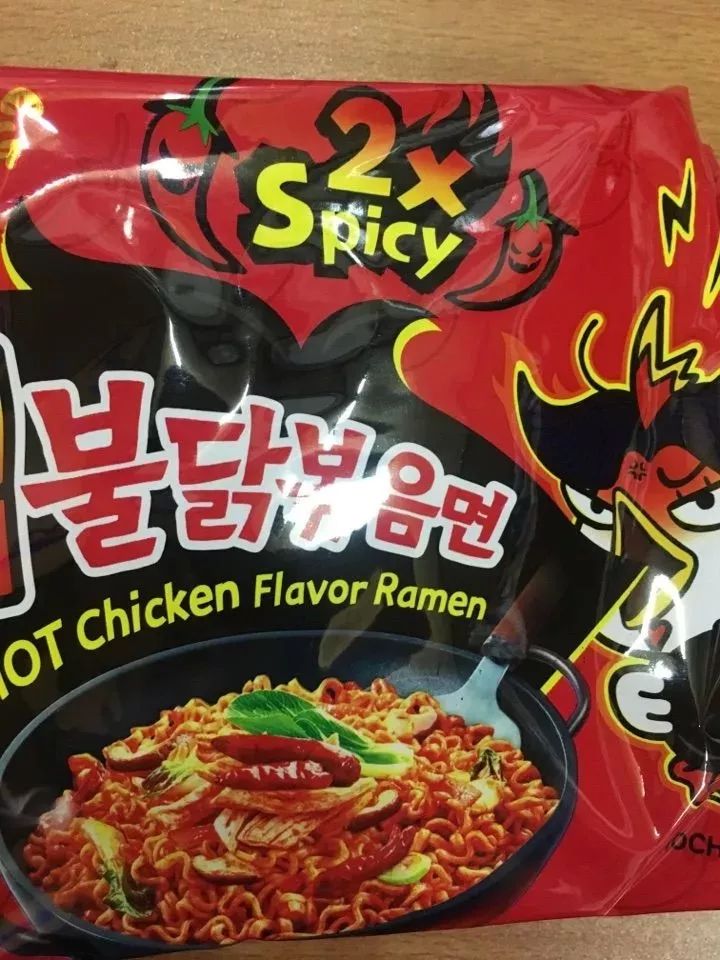 2x
Spicy
불닭볶음면
HOT Chicken Flavor Ramen